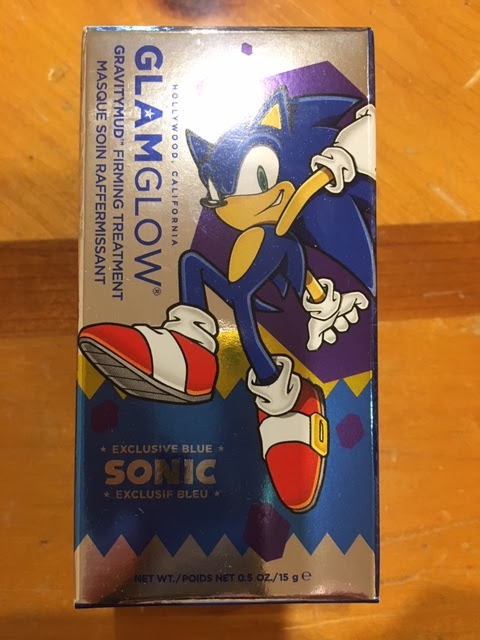 GLAMGLOW®
HOLLYWOOD, CALIFORNIA
GRAVITYMUD™ FIRMING TREATMENT
MASQUE SOIN RAFFERMISSANT
★ EXCLUSIVE BLUE ★
SONIC
★ EXCLUSIF BLEU ★
NET WT./POIDS NET 0.5 OZ./15 g ℮